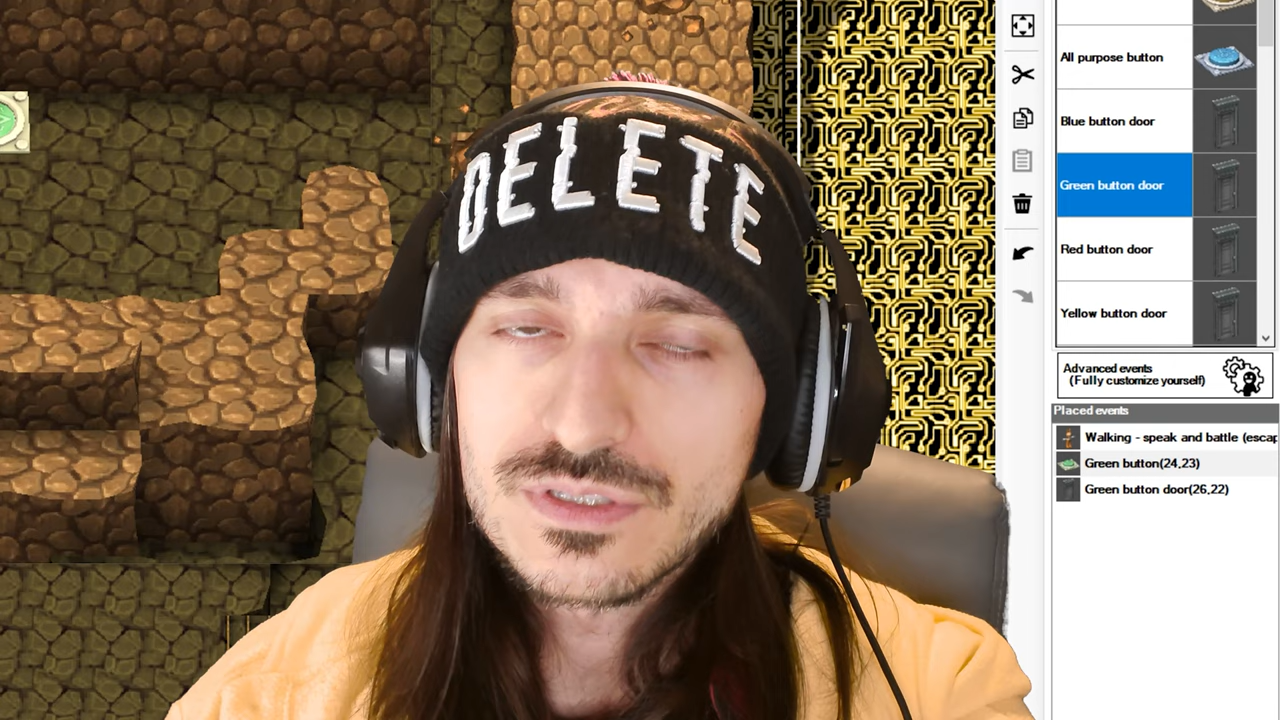 DELETE
All purpose button
Blue button door
Green button door
Red button door
Yellow button door
Advanced events
(Fully customize yourself)
Placed events
Walking - speak and battle (escap
Green button(24,23)
Green button door(26,22)